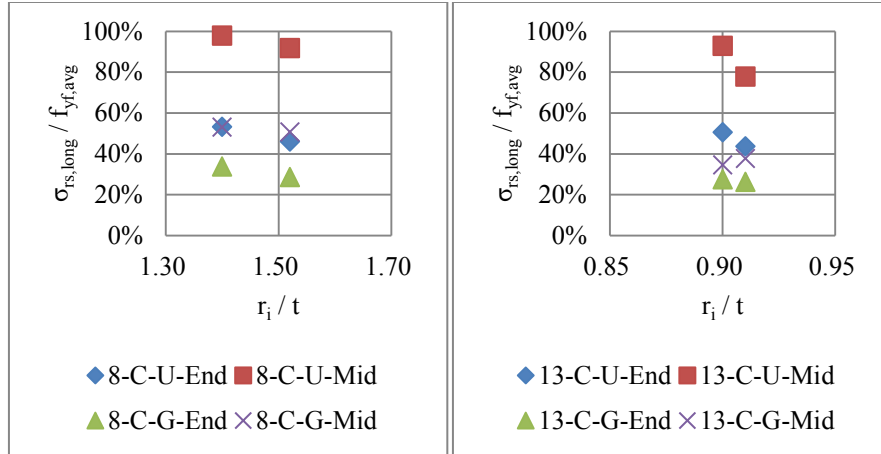 100%
80%
60%
40%
20%
0%
σrs,long / fyf,avg
1.30 1.50 1.70
ri / t
8-C-U-End 8-C-U-Mid
8-C-G-End 8-C-G-Mid
100%
80%
60%
40%
20%
0%
σrs,long / fyf,avg
0.85 0.90 0.95
ri / t
13-C-U-End 13-C-U-Mid
13-C-G-End 13-C-G-Mid